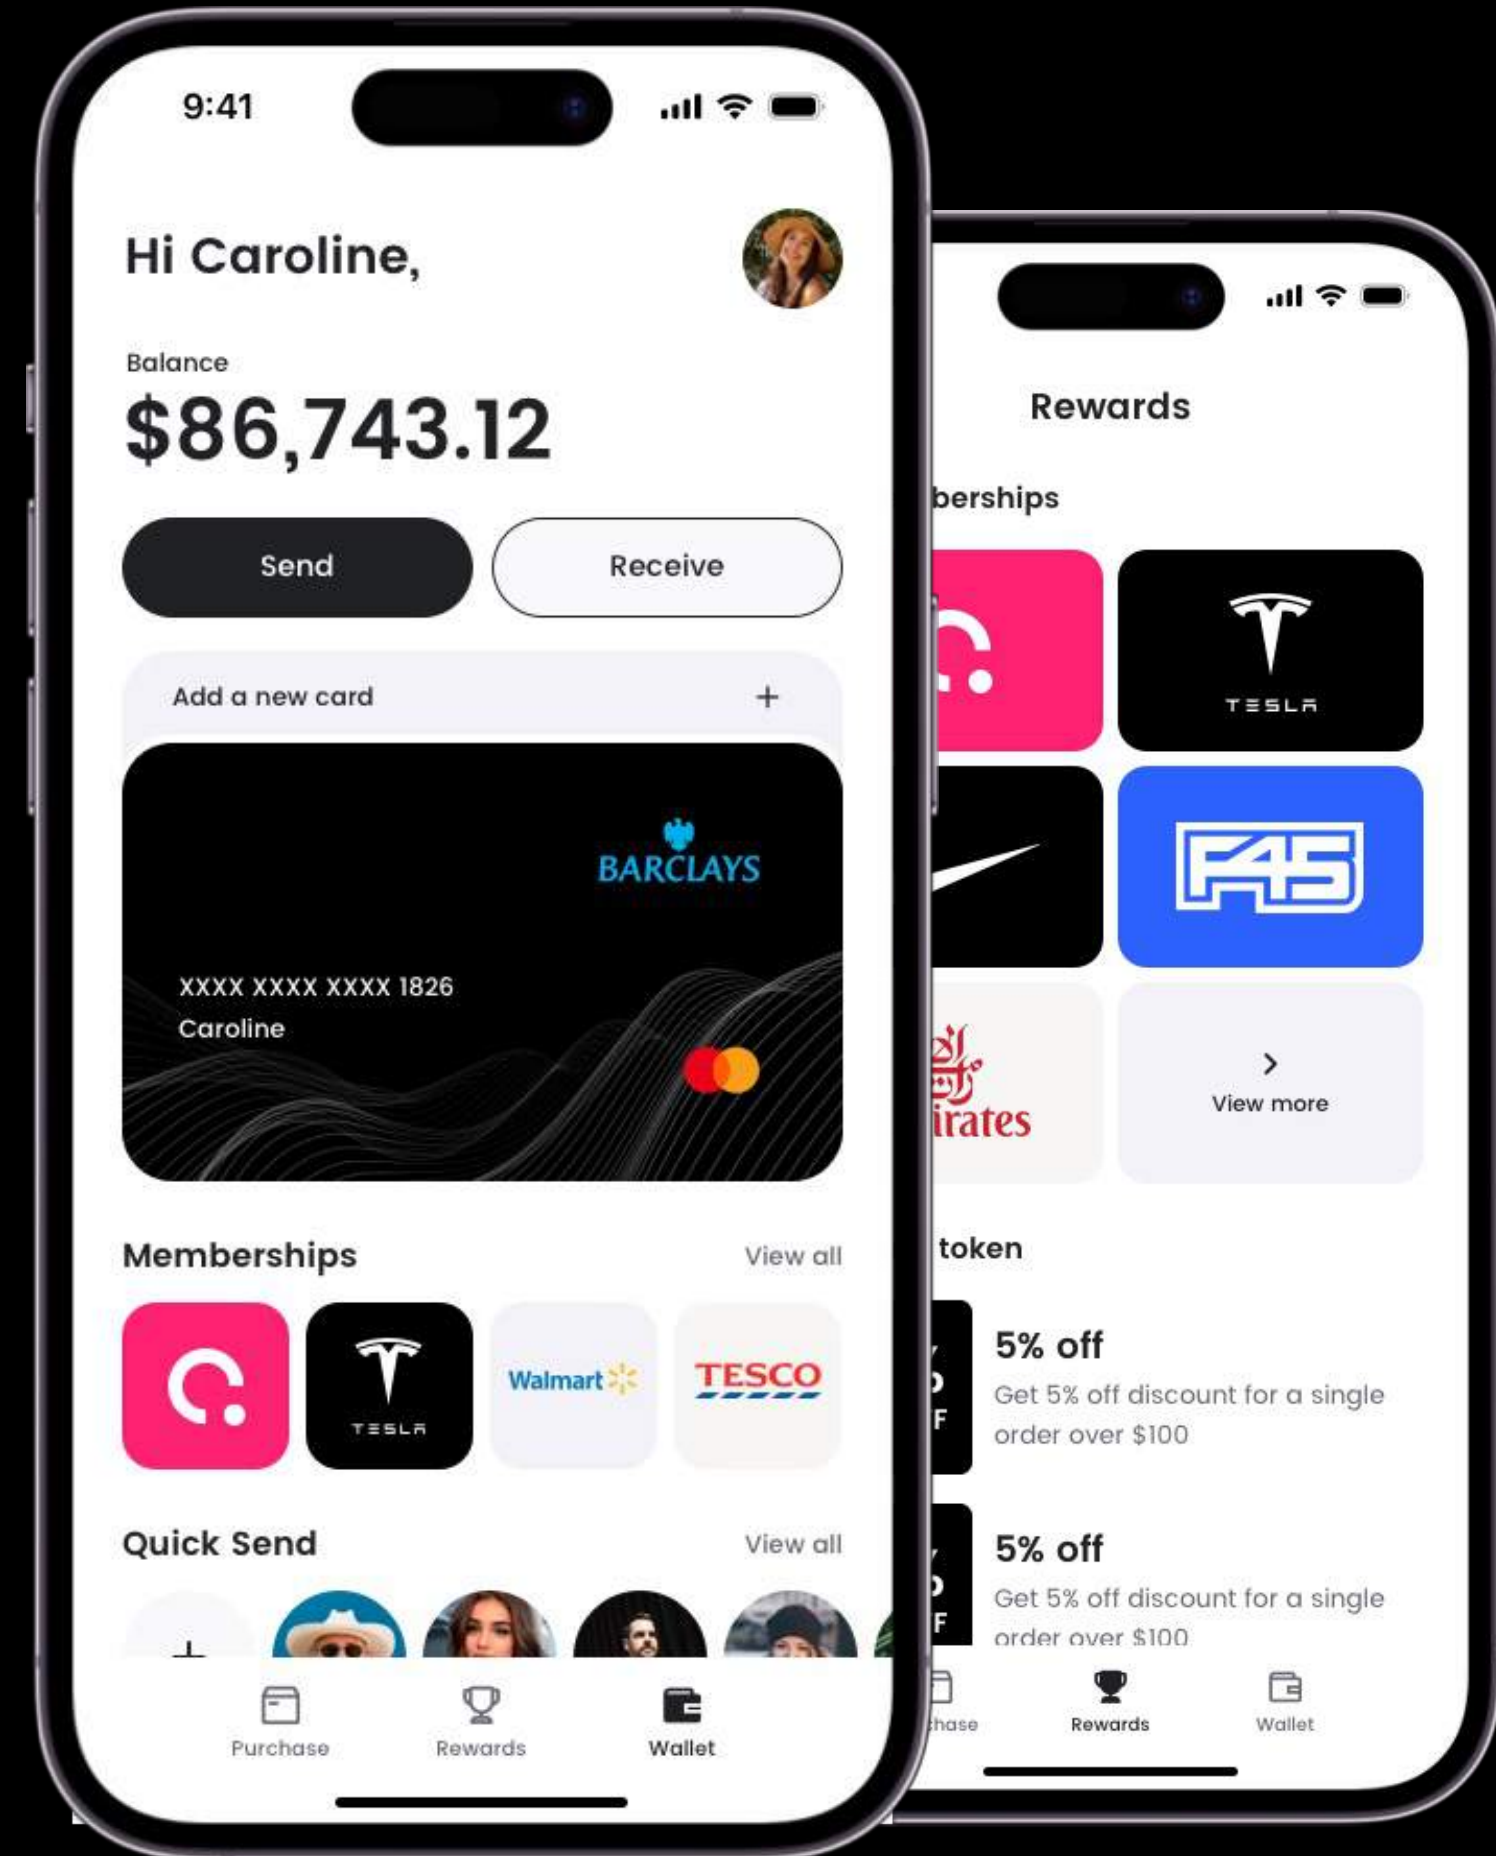 9:41
Hi Caroline,
Balance
$86,743.12
Send
Receive
Add a new card
+
BARCLAYS
XXXX XXXX XXXX 1826
Caroline
Memberships
View all
TESLA
Walmart
TESCO
Quick Send
View all
+
Purchase
Rewards
Wallet
Rewards
berships
TESLA
F45
irates
View more
token
5% off
Get 5% off discount for a single
order over $100
5% off
Get 5% off discount for a single
order over $100
chase
Rewards
Wallet